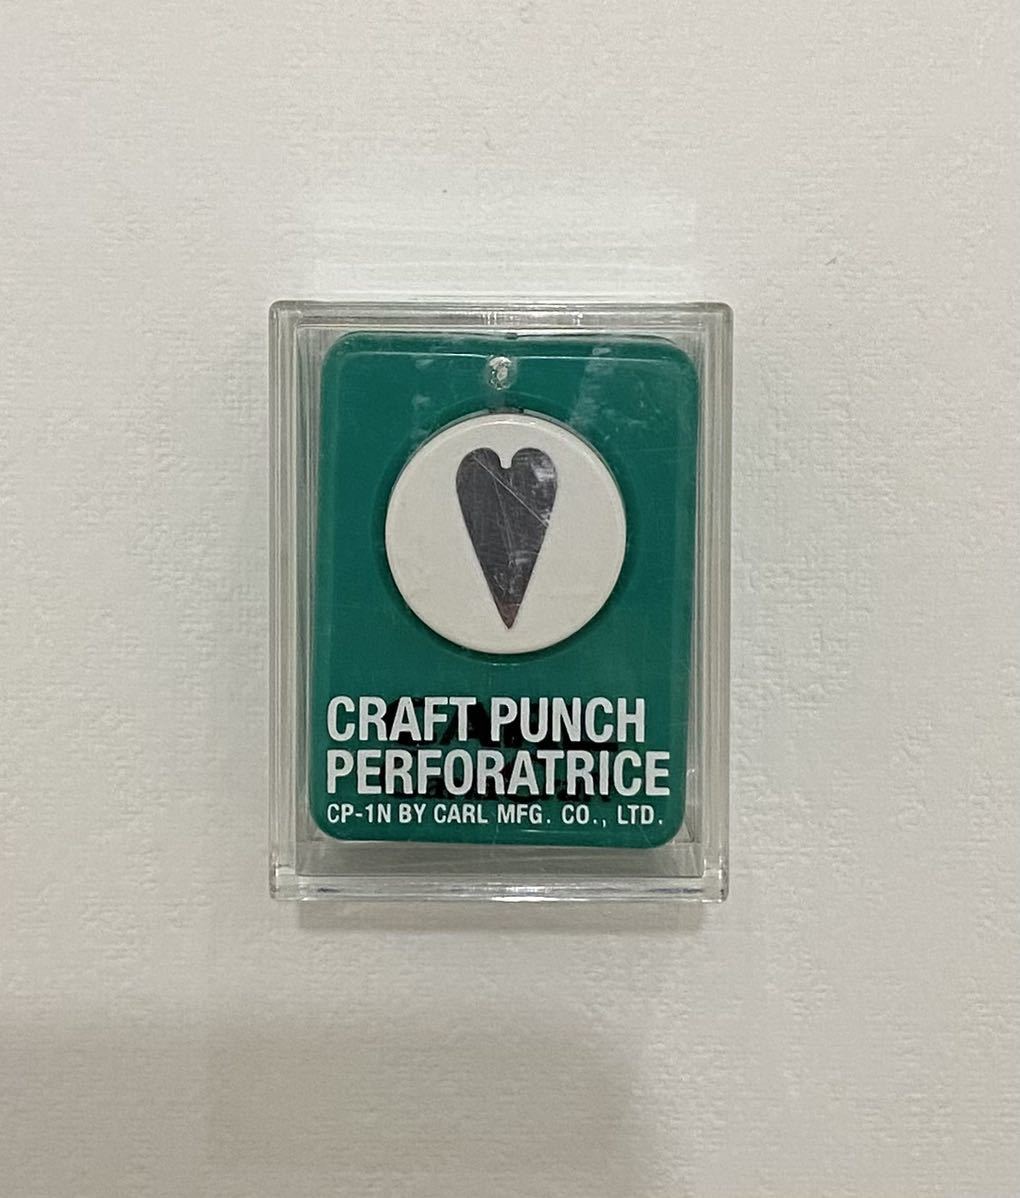 CRAFT PUNCH
PERFORATRICE
CP-1N BY CARL MFG. CO., LTD.